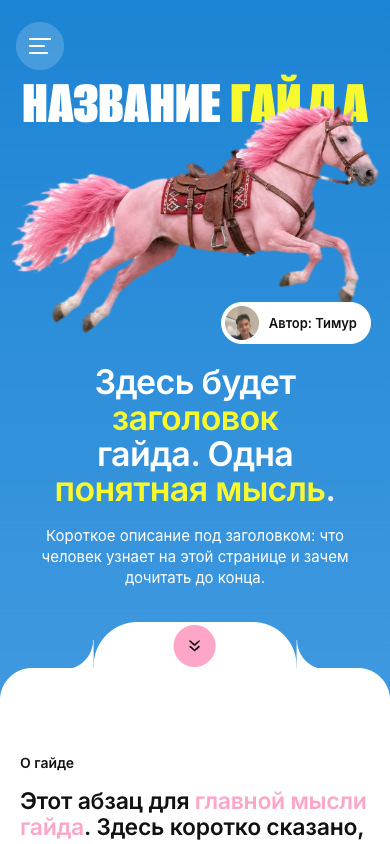 НАЗВАНИЕ ГАЙДА
Автор: Тимур
Здесь будет
заголовок
гайда. Одна
понятная мысль.
Короткое описание под заголовком: что
человек узнает на этой странице и зачем
дочитать до конца.
О гайде
Этот абзац для главной мысли
гайда. Здесь коротко сказано,